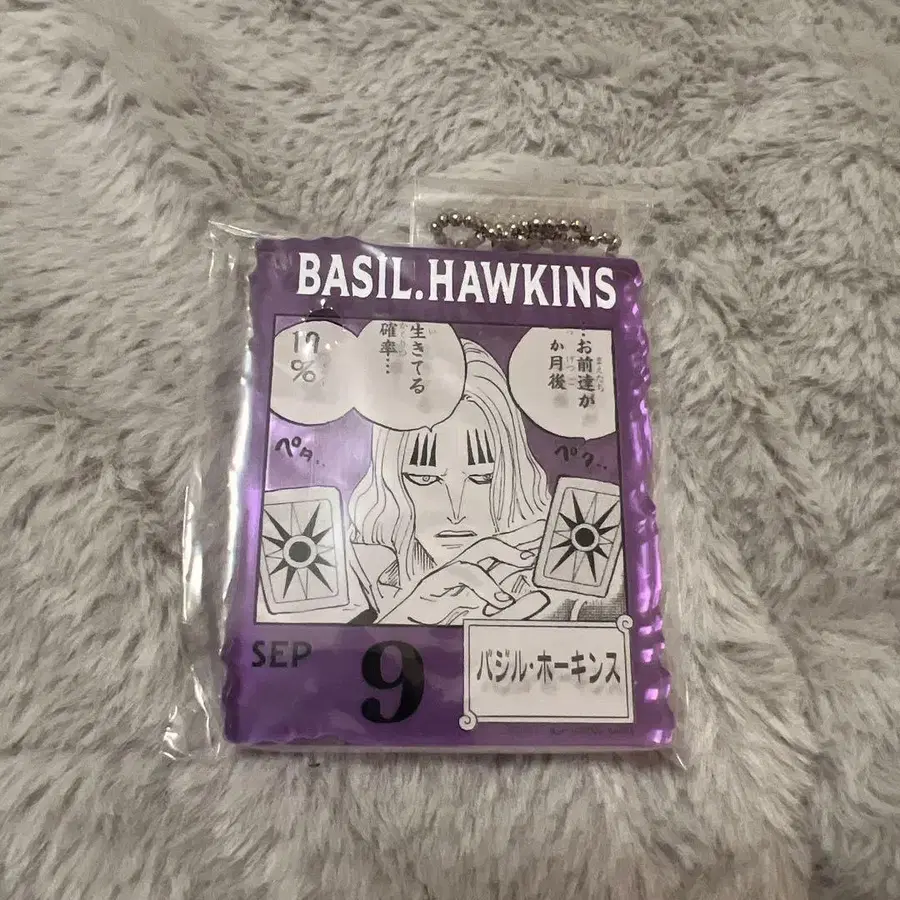 BASIL.HAWKINS
…お前達が
か月後
生きてる
確率…
17
%
ペタ‥
ペタ‥
SEP
9
バジル・ホーキンス